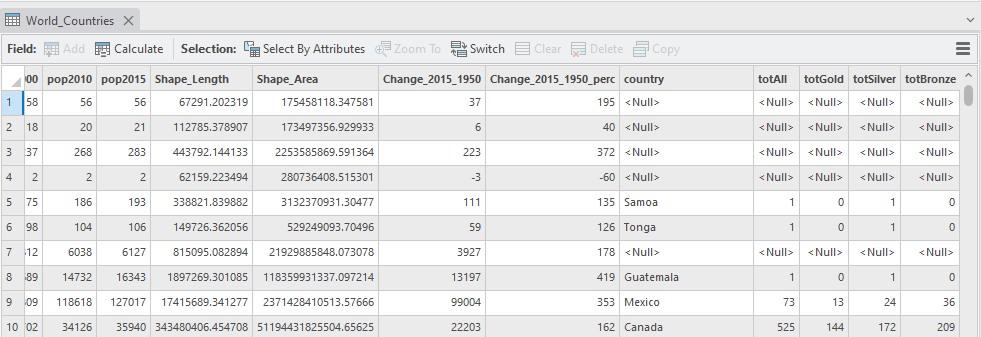 World_Countries
Field: Add Calculate Selection: Select By Attributes Zoom To Switch Clear Delete Copy
00 pop2010 pop2015 Shape_Length Shape_Area Change_2015_1950 Change_2015_1950_perc country totAll totGold totSilver totBronze
1 58 56 56 67291.202319 175458118.347581 37 195 <Null> <Null> <Null> <Null> <Null>
2 18 20 21 112785.378907 173497356.929933 6 40 <Null> <Null> <Null> <Null> <Null>
3 237 268 283 443792.144133 2253585869.591364 223 372 <Null> <Null> <Null> <Null> <Null>
4 2 2 2 62159.223494 280736408.515301 -3 -60 <Null> <Null> <Null> <Null> <Null>
5 75 186 193 338821.839882 3132370931.30477 111 135 Samoa 1 0 1 0
6 98 104 106 149726.362056 529249093.70496 59 126 Tonga 1 0 1 0
7 312 6038 6127 815095.082894 21929885848.073078 3927 178 <Null> <Null> <Null> <Null> <Null>
8 589 14732 16343 1897269.301085 118359931337.097214 13197 419 Guatemala 1 0 1 0
9 509 118618 127017 17415689.341277 2371428410513.57666 99004 353 Mexico 73 13 24 36
10 702 34126 35940 343480406.454708 51194431825504.65625 22203 162 Canada 525 144 172 209